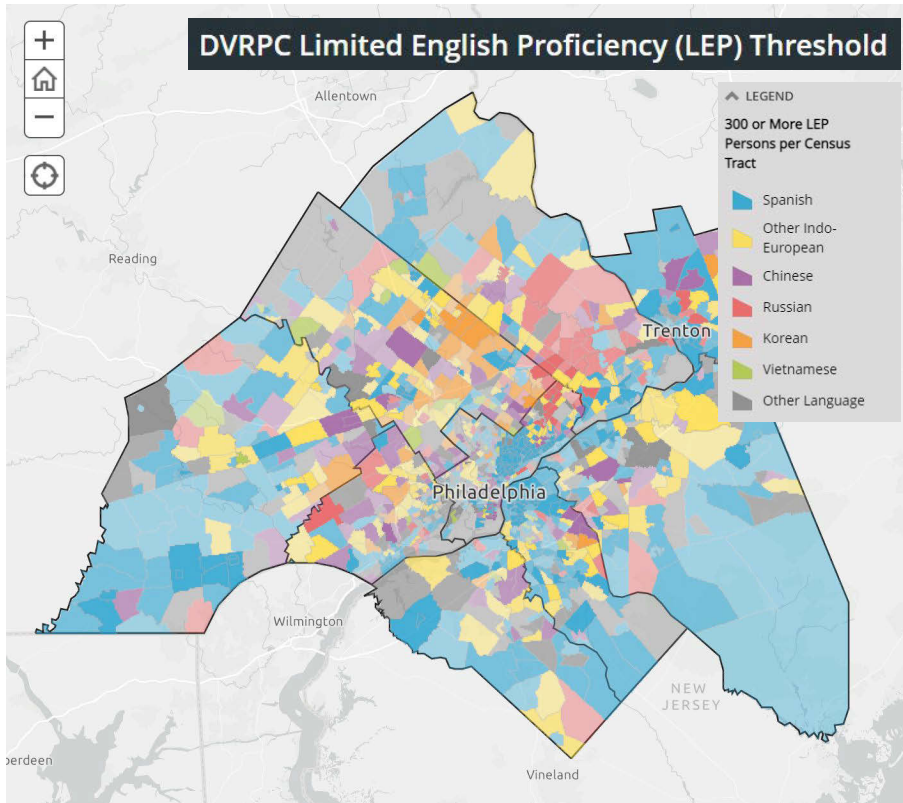 DVRPC Limited English Proficiency (LEP) Threshold
+
−
Allentown
LEGEND
300 or More LEP
Persons per Census
Tract
Spanish
Other Indo-
European
Chinese
Russian
Korean
Vietnamese
Other Language
Reading
Trenton
Philadelphia
Wilmington
NEW
JERSEY
berdeen
Vineland